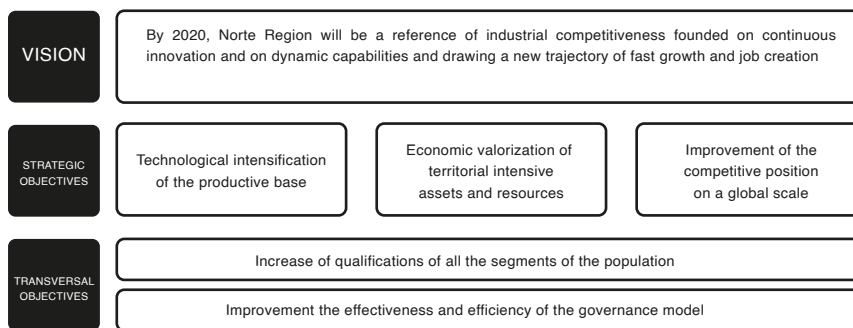 VISION
By 2020, Norte Region will be a reference of industrial competitiveness founded on continuous
innovation and on dynamic capabilities and drawing a new trajectory of fast growth and job creation
STRATEGIC
OBJECTIVES
Technological intensification
of the productive base
Economic valorization of
territorial intensive
assets and resources
Improvement of the
competitive position
on a global scale
TRANSVERSAL
OBJECTIVES
Increase of qualifications of all the segments of the population
Improvement the effectiveness and efficiency of the governance model